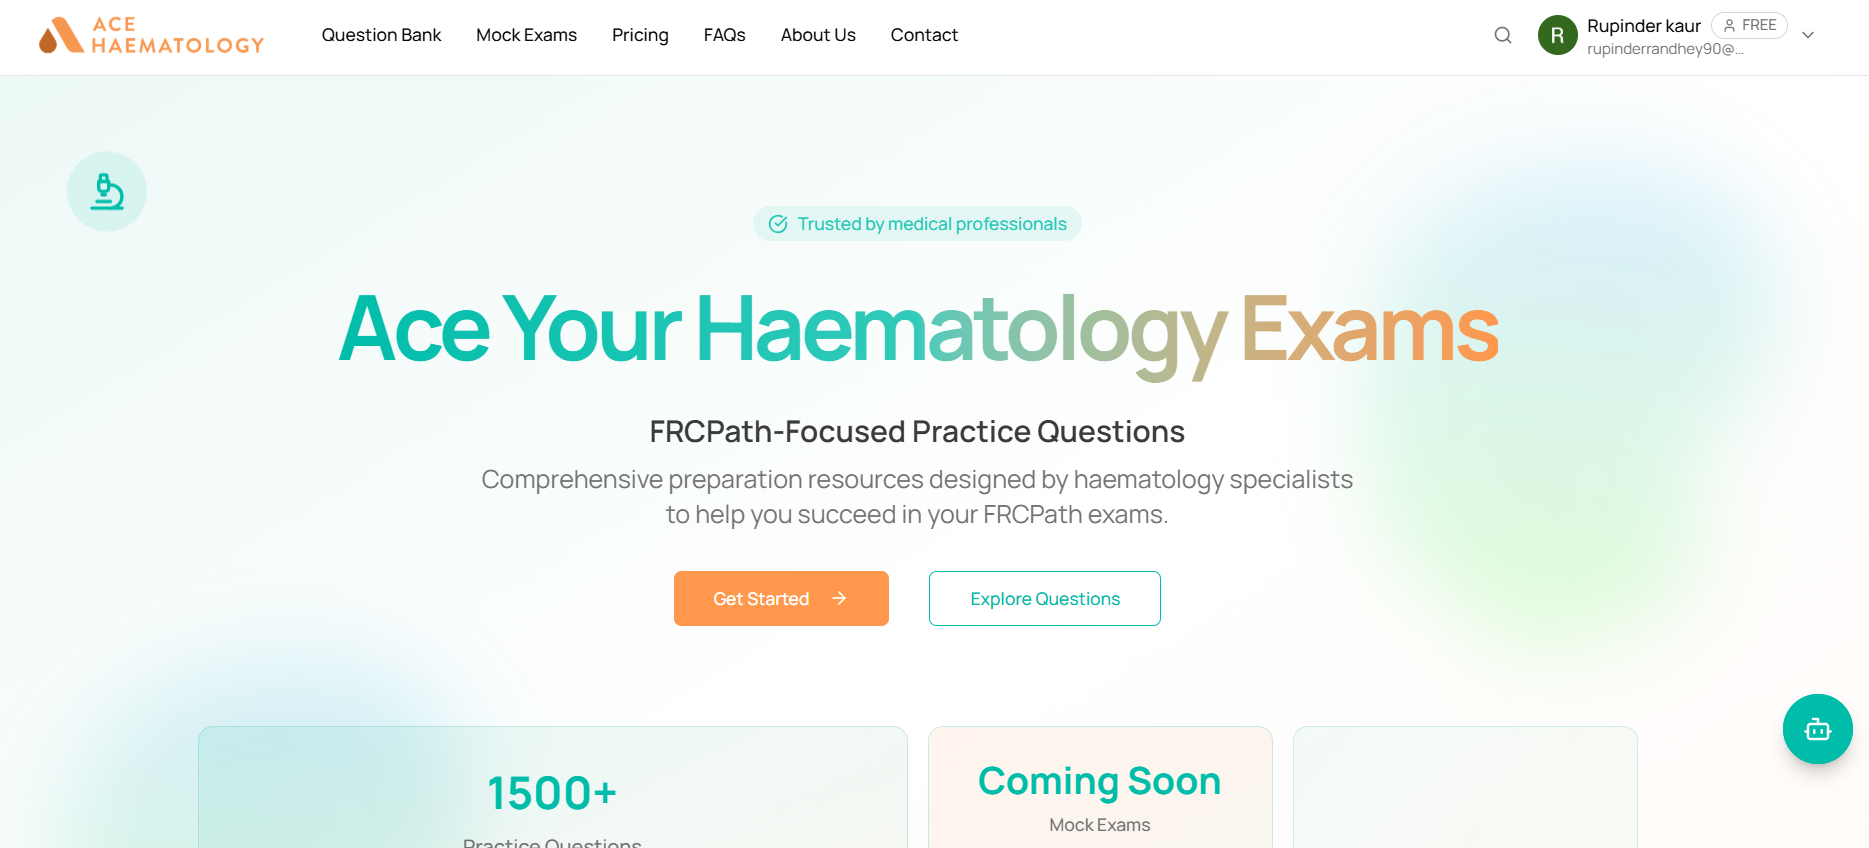 ACE
HAEMATOLOGY
Question Bank
Mock Exams
Pricing
FAQs
About Us
Contact
R
Rupinder kaur
FREE
rupinderrandhey90@...
Trusted by medical professionals
Ace Your Haematology Exams
FRCPath-Focused Practice Questions
Comprehensive preparation resources designed by haematology specialists
to help you succeed in your FRCPath exams.
Get Started
Explore Questions
1500+
Practice Questions
Coming Soon
Mock Exams